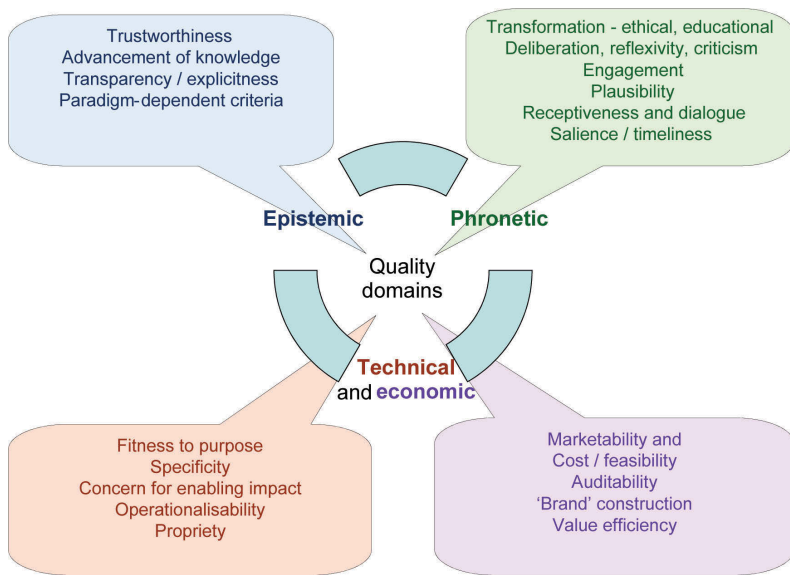 Trustworthiness
Advancement of knowledge
Transparency / explicitness
Paradigm-dependent criteria
Transformation - ethical, educational
Deliberation, reflexivity, criticism
Engagement
Plausibility
Receptiveness and dialogue
Salience / timeliness
Epistemic
Phronetic
Quality
domains
Technical
and economic
Fitness to purpose
Specificity
Concern for enabling impact
Operationalisability
Propriety
Marketability and
Cost / feasibility
Auditability
‘Brand’ construction
Value efficiency